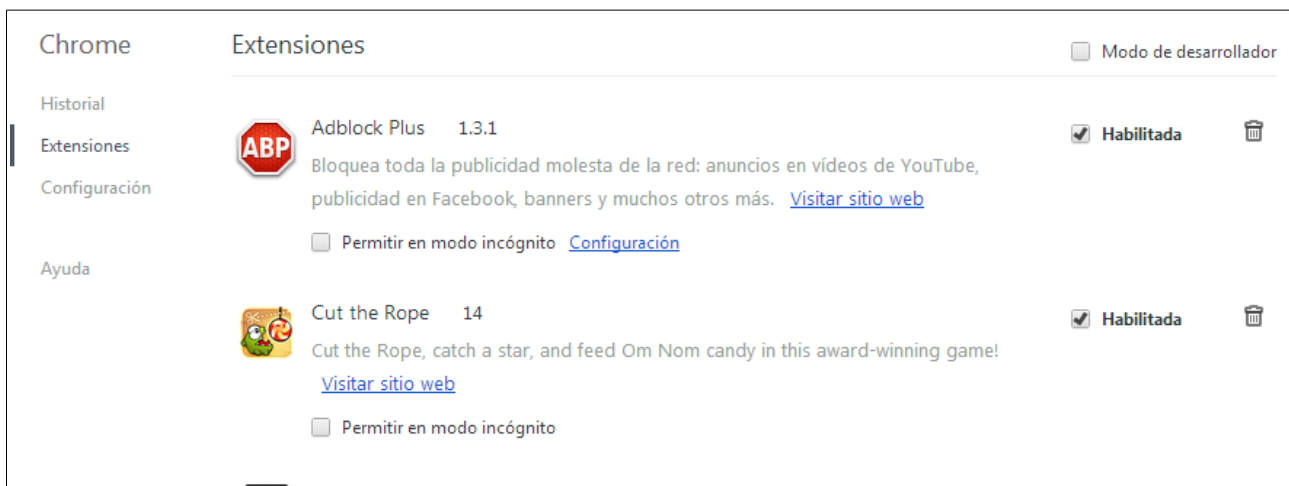 Chrome
Extensiones
Modo de desarrollador
Historial
Extensiones
Configuración
Ayuda
ABP
Adblock Plus 1.3.1
Habilitada
Bloquea toda la publicidad molesta de la red: anuncios en vídeos de YouTube,
publicidad en Facebook, banners y muchos otros más. Visitar sitio web
Permitir en modo incógnito Configuración
Cut the Rope 14
Habilitada
Cut the Rope, catch a star, and feed Om Nom candy in this award-winning game!
Visitar sitio web
Permitir en modo incógnito